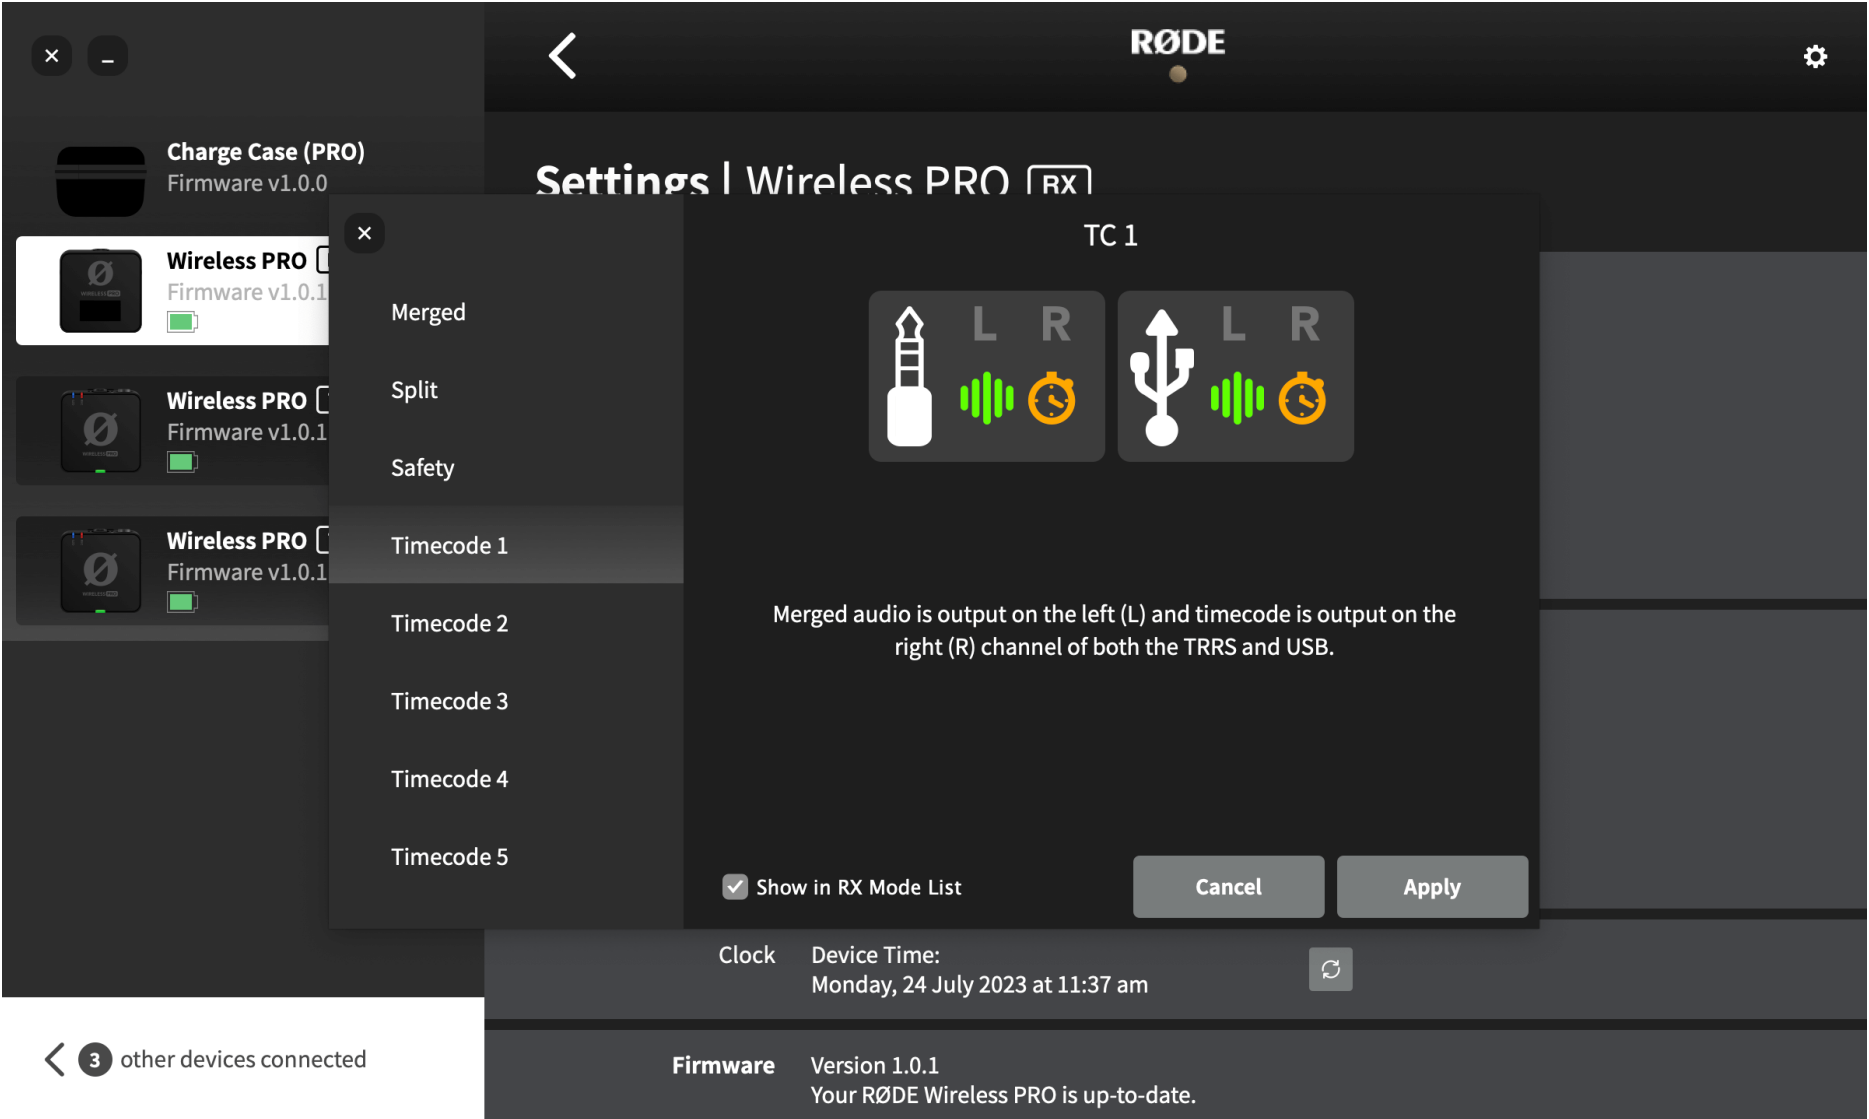 RØDE
Charge Case (PRO)
Firmware v1.0.0
Wireless PRO
Firmware v1.0.1
Wireless PRO
Firmware v1.0.1
Wireless PRO
Firmware v1.0.1
3 other devices connected
Settings | Wireless PRO RX
Merged
Split
Safety
Timecode 1
Timecode 2
Timecode 3
Timecode 4
Timecode 5
TC 1
L R
L R
Merged audio is output on the left (L) and timecode is output on the
right (R) channel of both the TRRS and USB.
Show in RX Mode List
Cancel
Apply
Clock
Device Time:
Monday, 24 July 2023 at 11:37 am
Firmware
Version 1.0.1
Your RØDE Wireless PRO is up-to-date.